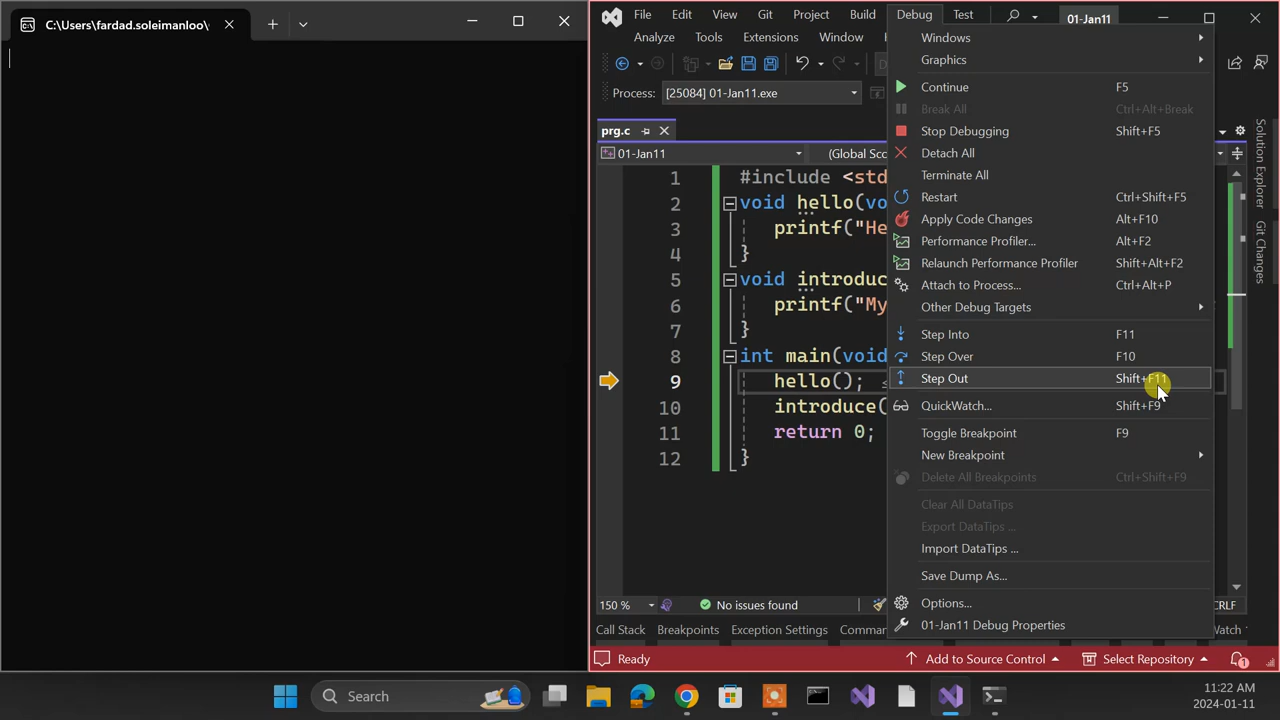 C:\Users\fardad.soleimanloo\
File Edit View Git Project Build Debug Test 01-Jan11
Analyze Tools Extensions Window
Process: [25084] 01-Jan11.exe
prg.c
01-Jan11 (Global Sco
1 #include <std
2 void hello(vo
3 printf("He
4 }
5 void introduc
6 printf("My
7 }
8 int main(void
9 hello();
10 introduce(
11 return 0;
12 }
150 % No issues found CRLF
Call Stack Breakpoints Exception Settings Comman Watch
Ready Add to Source Control Select Repository 1
Windows
Graphics
Continue F5
Break All Ctrl+Alt+Break
Stop Debugging Shift+F5
Detach All
Terminate All
Restart Ctrl+Shift+F5
Apply Code Changes Alt+F10
Performance Profiler... Alt+F2
Relaunch Performance Profiler Shift+Alt+F2
Attach to Process... Ctrl+Alt+P
Other Debug Targets
Step Into F11
Step Over F10
Step Out Shift+F11
QuickWatch... Shift+F9
Toggle Breakpoint F9
New Breakpoint
Delete All Breakpoints Ctrl+Shift+F9
Clear All DataTips
Export DataTips ...
Import DataTips ...
Save Dump As...
Options...
01-Jan11 Debug Properties
Solution Explorer
Git Changes
Search
11:22 AM
2024-01-11